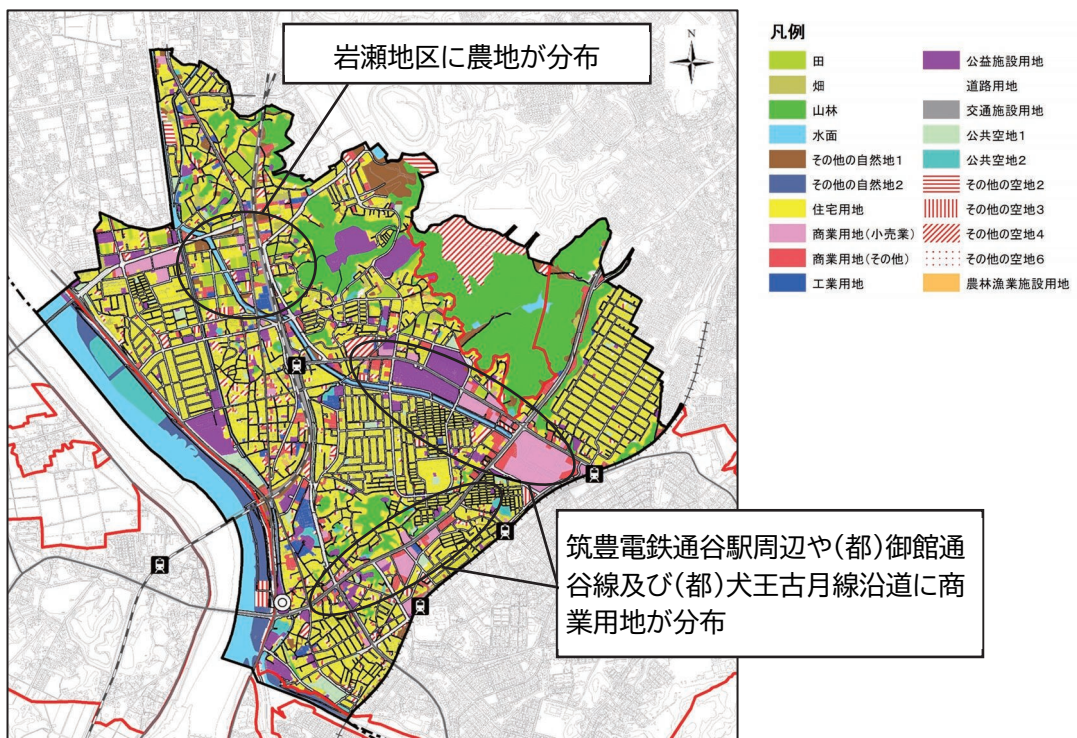 岩瀬地区に農地が分布
N
凡例
田
畑
山林
水面
その他の自然地1
その他の自然地2
住宅用地
商業用地(小売業)
商業用地(その他)
工業用地
公益施設用地
道路用地
交通施設用地
公共空地1
公共空地2
その他の空地2
その他の空地3
その他の空地4
その他の空地6
農林漁業施設用地
筑豊電鉄通谷駅周辺や(都)御館通
谷線及び(都)犬王古月線沿道に商
業用地が分布